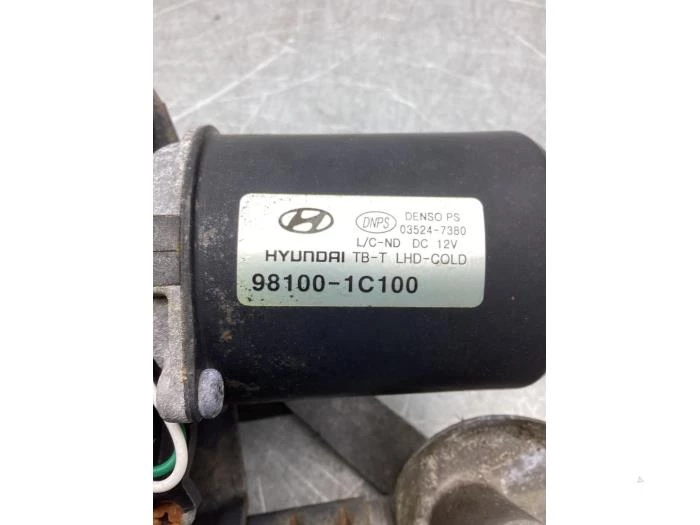 DNPS DENSO PS
03524-7380
L/C-ND DC 12V
HYUNDAI TB-T LHD-COLD
98100-1C100